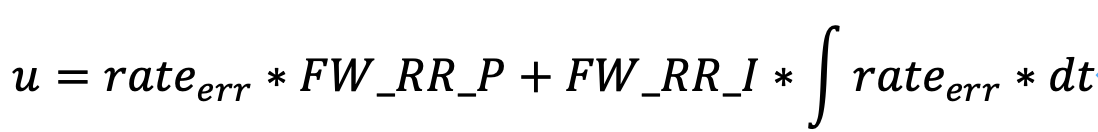 u = rate_err * FW_RR_P + FW_RR_I * ∫ rate_err * dt